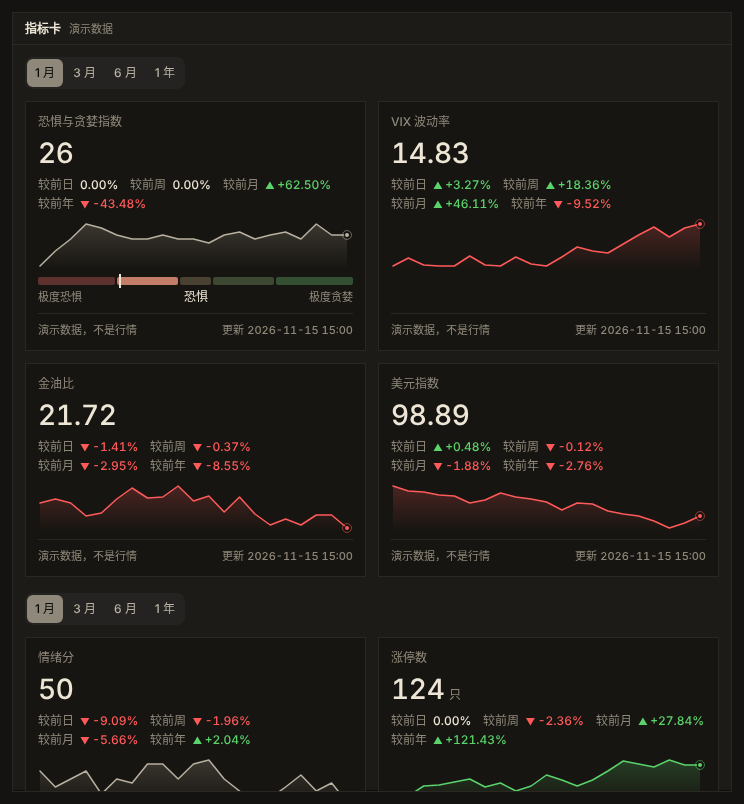 指标卡 演示数据
1月 3月 6月 1年
恐惧与贪婪指数
26
较前日 0.00% 较前周 0.00% 较前月 ▲+62.50%
较前年 ▼-43.48%
极度恐惧 恐惧 极度贪婪
演示数据，不是行情 更新 2026-11-15 15:00
VIX 波动率
14.83
较前日 ▲+3.27% 较前周 ▲+18.36%
较前月 ▲+46.11% 较前年 ▼-9.52%
演示数据，不是行情 更新 2026-11-15 15:00
金油比
21.72
较前日 ▼-1.41% 较前周 ▼-0.37%
较前月 ▼-2.95% 较前年 ▼-8.55%
演示数据，不是行情 更新 2026-11-15 15:00
美元指数
98.89
较前日 ▲+0.48% 较前周 ▼-0.12%
较前月 ▼-1.88% 较前年 ▼-2.76%
演示数据，不是行情 更新 2026-11-15 15:00
1月 3月 6月 1年
情绪分
50
较前日 ▼-9.09% 较前周 ▼-1.96%
较前月 ▼-5.66% 较前年 ▲+2.04%
涨停数
124 只
较前日 0.00% 较前周 ▼-2.36% 较前月 ▲+27.84%
较前年 ▲+121.43%